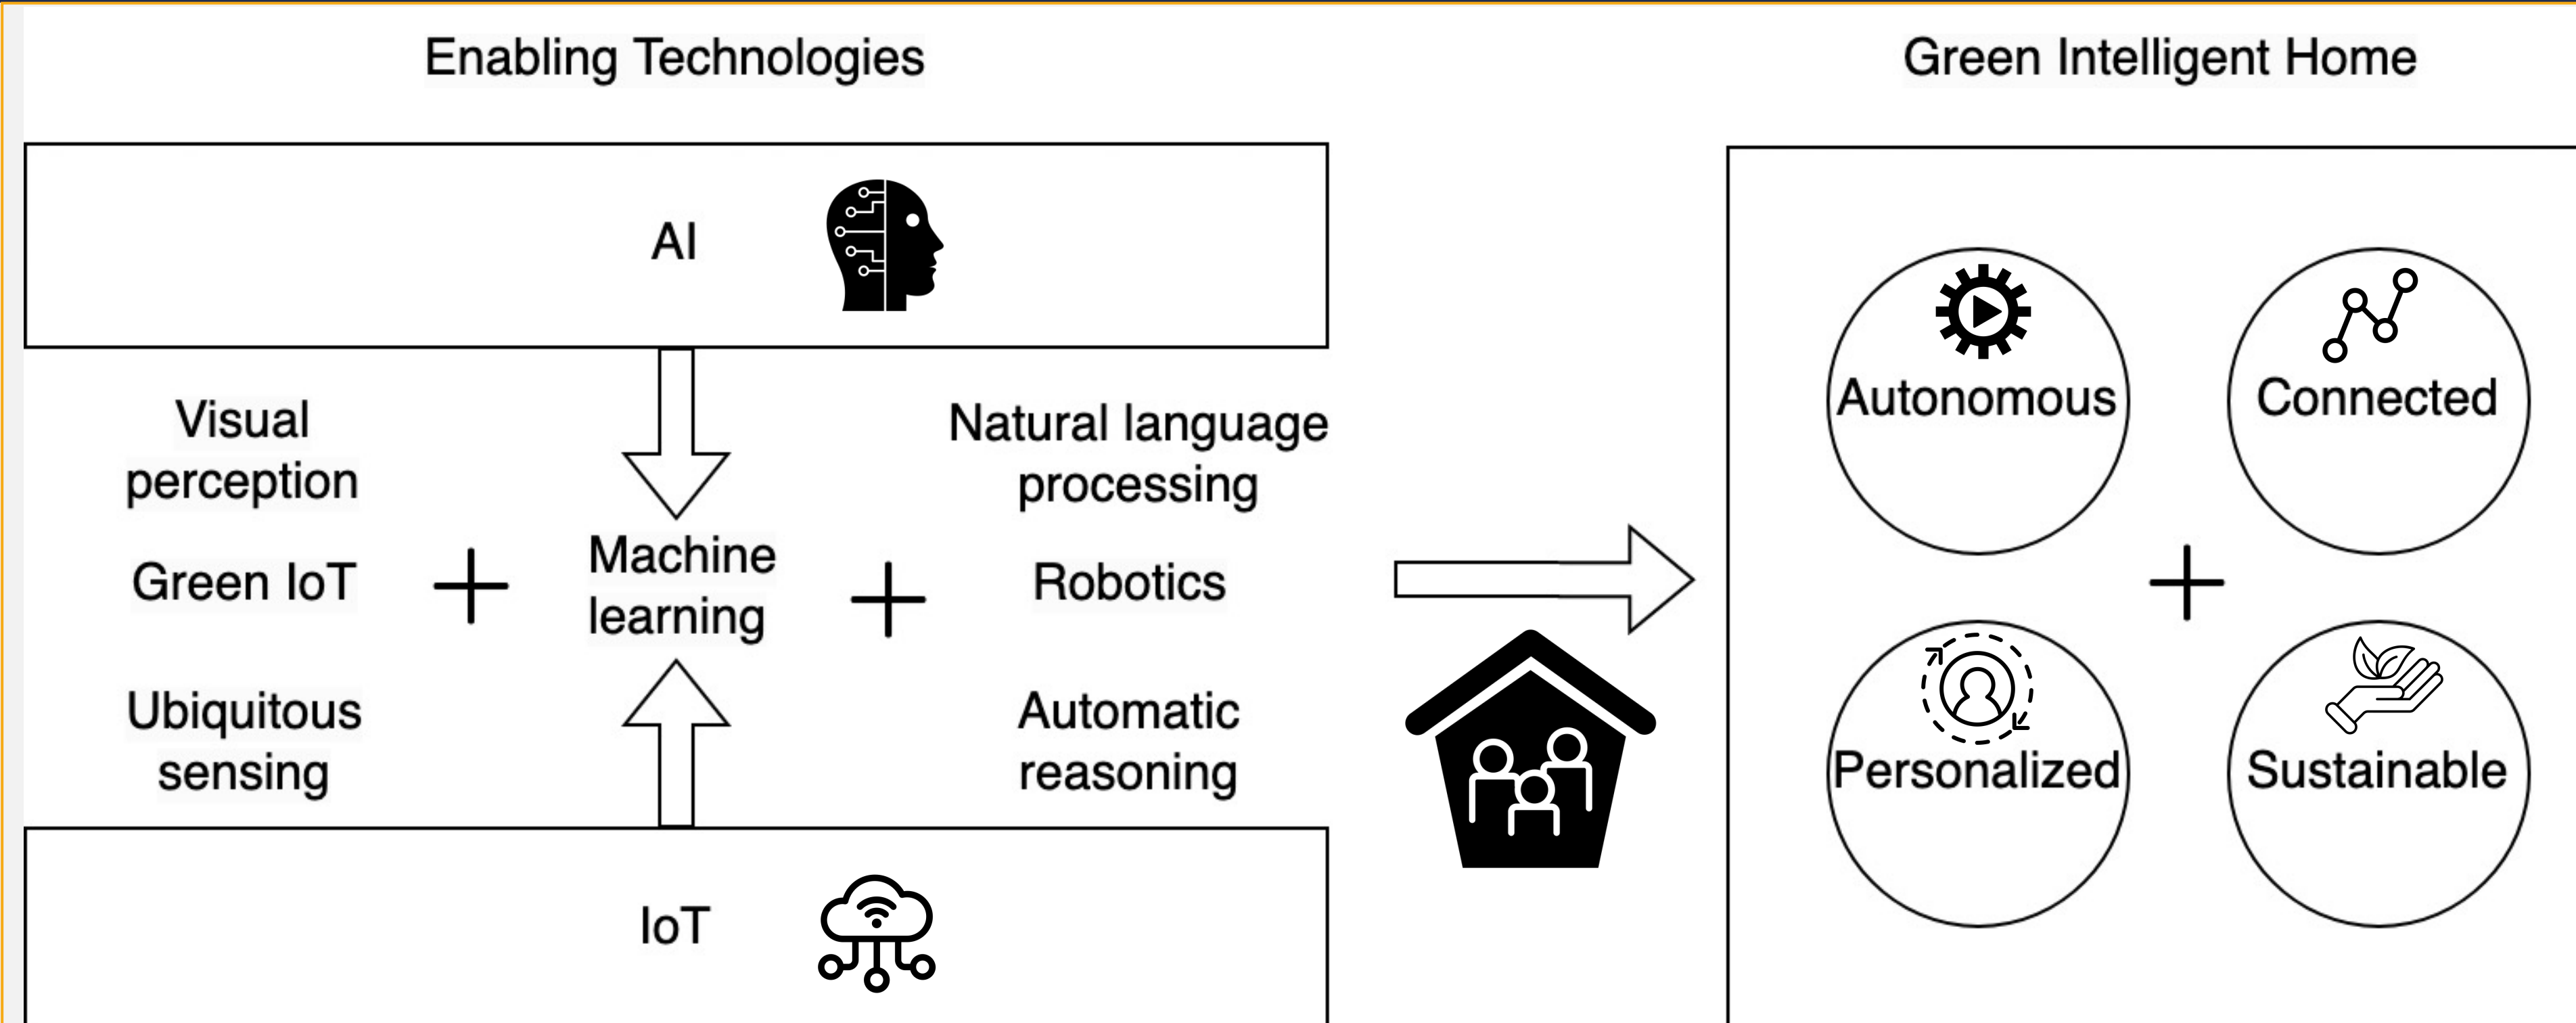 Enabling Technologies
Green Intelligent Home
AI
Visual
perception
Natural language
processing
Green IoT
Machine
learning
Robotics
Ubiquitous
sensing
Automatic
reasoning
IoT
Autonomous
Connected
Personalized
Sustainable